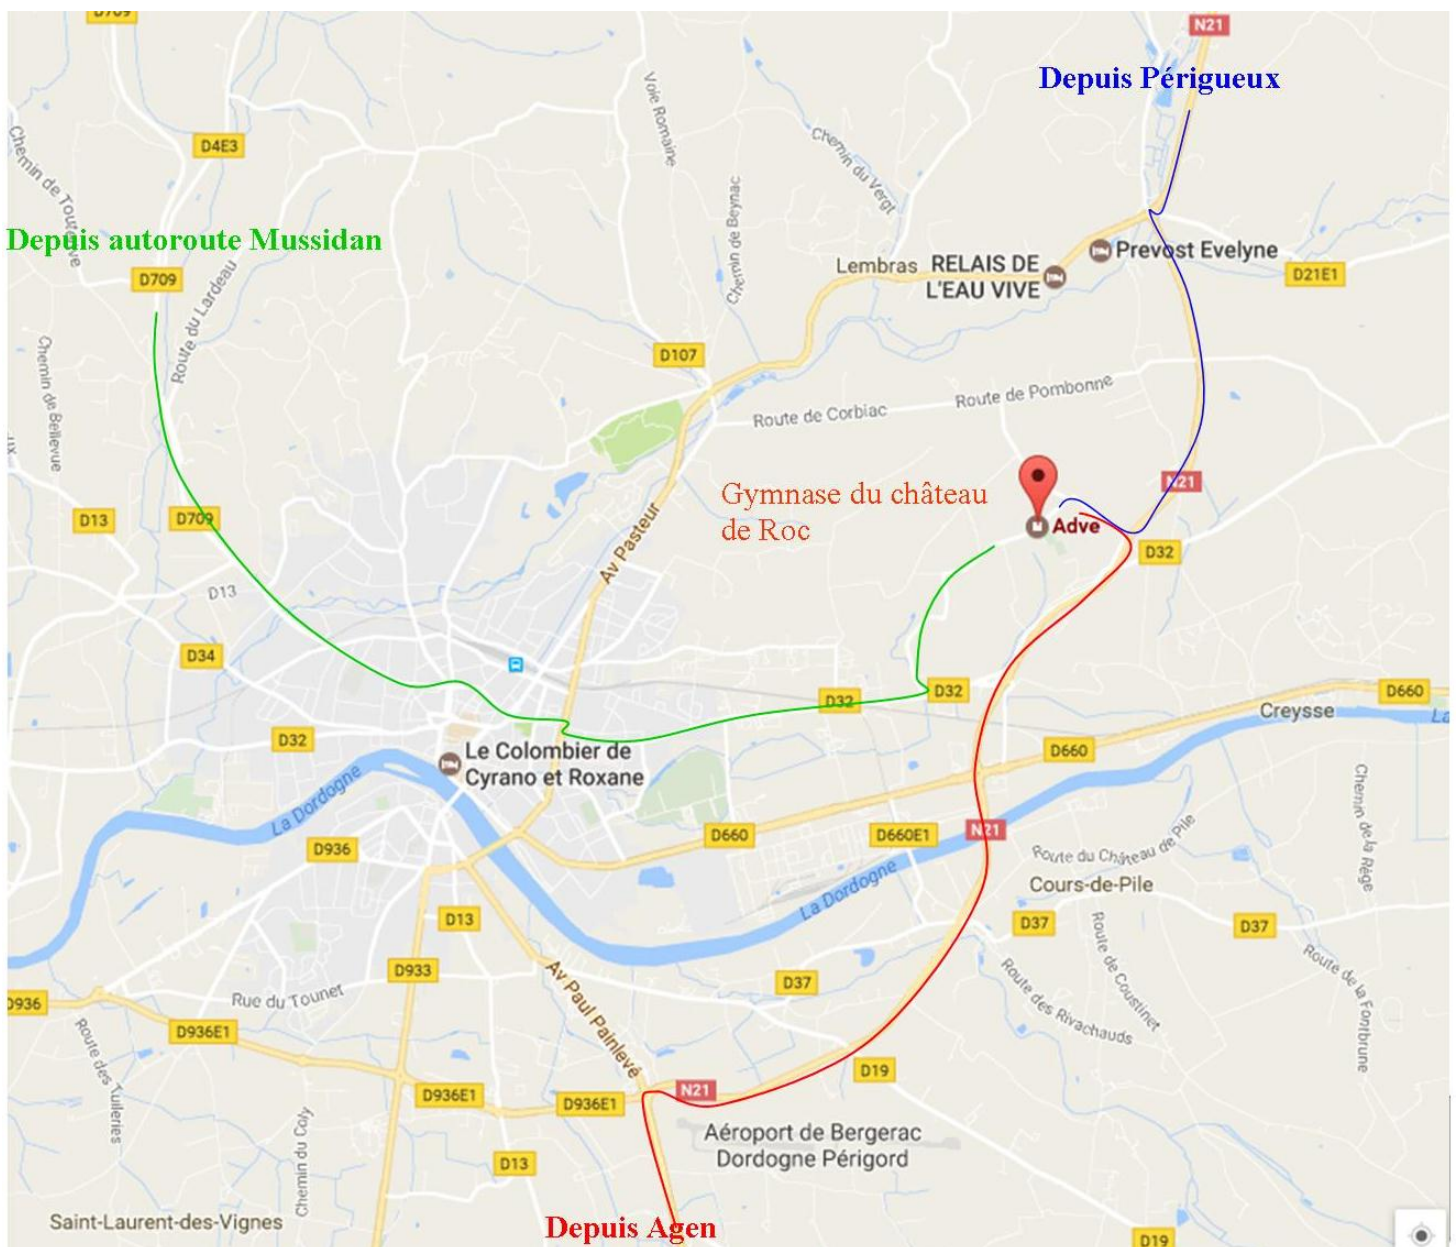 D709
N21
Depuis Périgueux
Voie Romaine
D4E3
Chemin du Vergt
Chemin de Beynac
Depuis autoroute Mussidan
Prevost Evelyne
Lembras
RELAIS DE
L'EAU VIVE
D21E1
D709
Route du Lardeau
Chemin de Bellevue
D107
Route de Pombonne
Route de Corbiac
N21
Gymnase du château
de Roc
D13
D709
Adve
Av Pasteur
D32
D13
D34
D32
D32
D660
Creysse
D32
Le Colombier de
Cyrano et Roxane
D660
La Dordogne
D936
D660
D660E1
N21
Route du Château de Pile
Chemin de la Rège
La Dordogne
Cours-de-Pile
D13
D37
D37
D933
Av Paul Painlevé
D37
Route des Rivachauds
Route de Coustinet
Route de la Fontbrune
D936
Rue du Tounet
D936E1
Route des Tuileries
D19
D936E1
D936E1
N21
Chemin du Coly
Aéroport de Bergerac
Dordogne Périgord
D13
Saint-Laurent-des-Vignes
Depuis Agen
D19